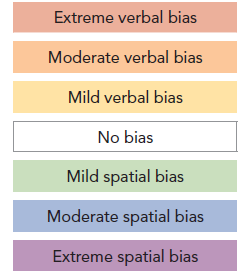 Extreme verbal bias
Moderate verbal bias
Mild verbal bias
No bias
Mild spatial bias
Moderate spatial bias
Extreme spatial bias